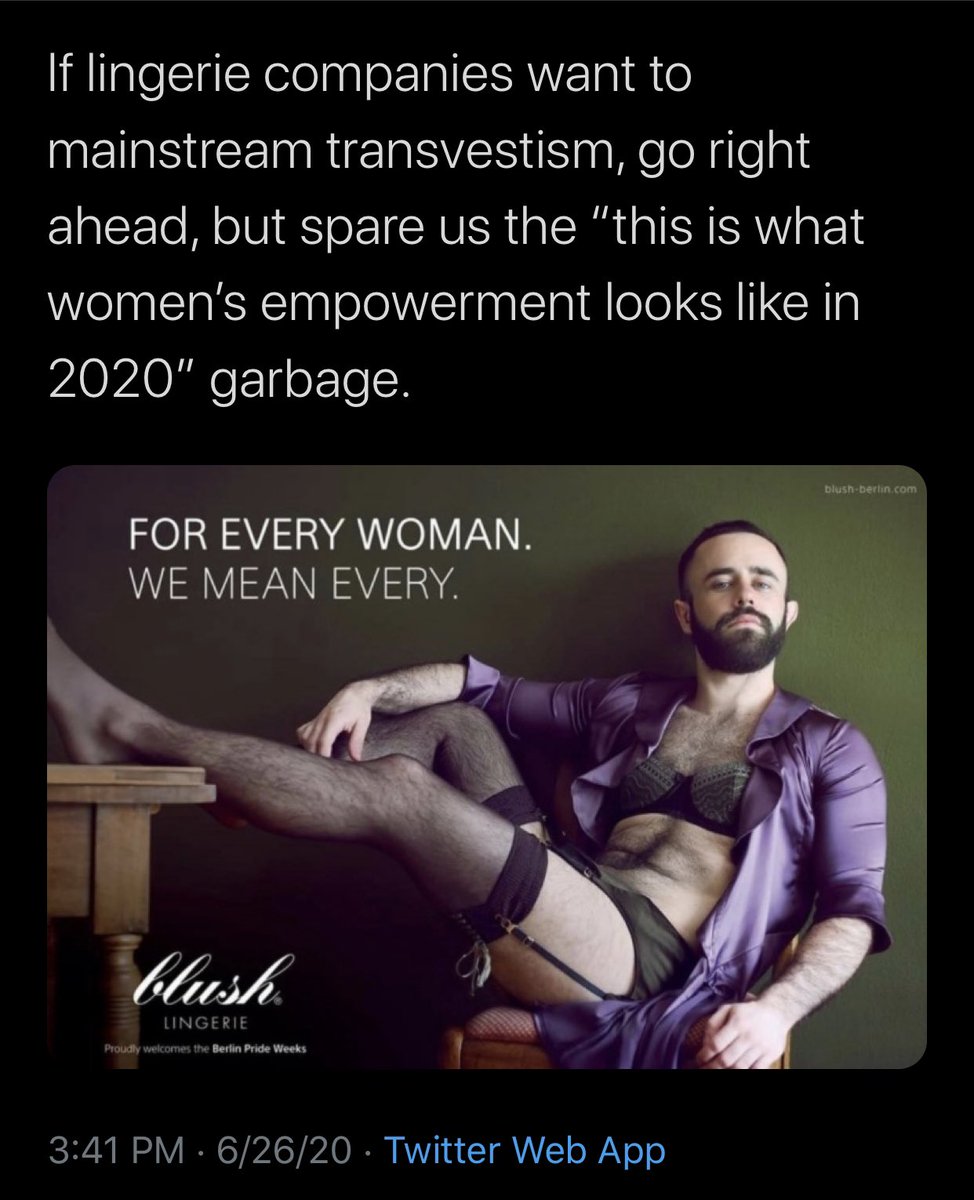 If lingerie companies want to
mainstream transvestism, go right
ahead, but spare us the “this is what
women’s empowerment looks like in
2020” garbage.
blush-berlin.com
FOR EVERY WOMAN.
WE MEAN EVERY.
blush.
LINGERIE
Proudly welcomes the Berlin Pride Weeks
3:41 PM · 6/26/20 · Twitter Web App